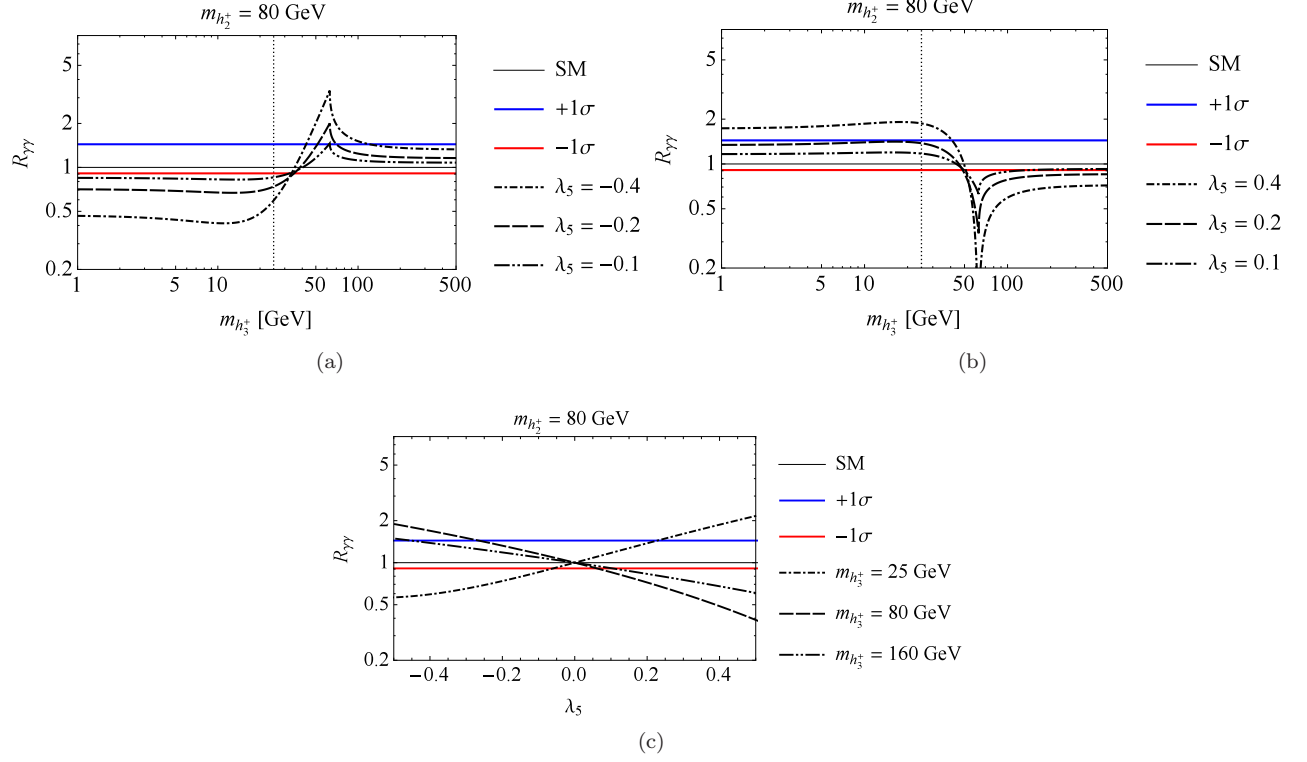 m_{h_2^+} = 80 GeV
5
2
1
0.5
0.2
R_{γγ}
1 5 10 50 100 500
m_{h_3^+} [GeV]
SM
+1σ
−1σ
λ_5 = −0.4
λ_5 = −0.2
λ_5 = −0.1
(a)
m_{h_2^+} = 80 GeV
5
2
1
0.5
0.2
R_{γγ}
1 5 10 50 100 500
m_{h_3^+} [GeV]
SM
+1σ
−1σ
λ_5 = 0.4
λ_5 = 0.2
λ_5 = 0.1
(b)
m_{h_2^+} = 80 GeV
5
2
1
0.5
0.2
R_{γγ}
−0.4 −0.2 0.0 0.2 0.4
λ_5
SM
+1σ
−1σ
m_{h_3^+} = 25 GeV
m_{h_3^+} = 80 GeV
m_{h_3^+} = 160 GeV
(c)